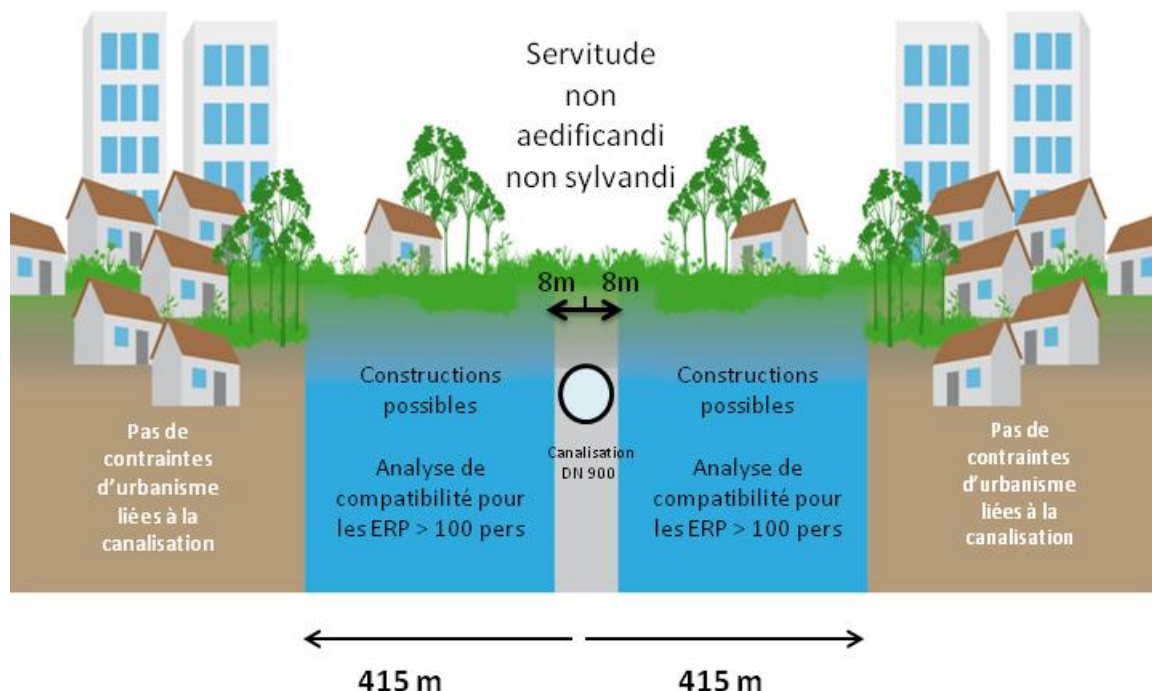 Servitude
non
aedificandi
non sylvandi
8m 8m
Constructions
possibles
Constructions
possibles
Canalisation
DN 900
Pas de
contraintes
d'urbanisme
liées à la
canalisation
Analyse de
compatibilité pour
les ERP > 100 pers
Analyse de
compatibilité pour
les ERP > 100 pers
Pas de
contraintes
d'urbanisme
liées à la
canalisation
415 m
415 m